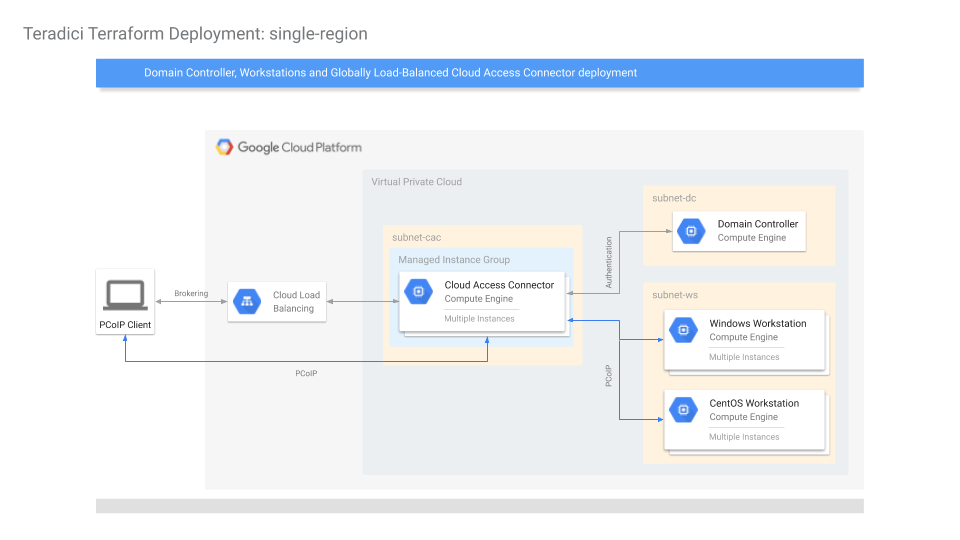 Teradici Terraform Deployment: single-region
Domain Controller, Workstations and Globally Load-Balanced Cloud Access Connector deployment
Google Cloud Platform
Virtual Private Cloud
subnet-dc
Domain Controller
Compute Engine
subnet-cac
Managed Instance Group
Cloud Access Connector
Compute Engine
Multiple Instances
Authentication
PCoIP Client
Brokering
Cloud Load
Balancing
PCoIP
subnet-ws
Windows Workstation
Compute Engine
Multiple Instances
PCoIP
CentOS Workstation
Compute Engine
Multiple Instances